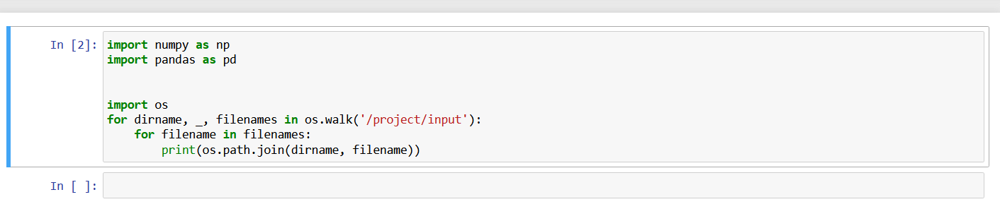 In [2]:
import numpy as np
import pandas as pd
import os
for dirname, _, filenames in os.walk('/project/input'):
    for filename in filenames:
        print(os.path.join(dirname, filename))
In [ ]: